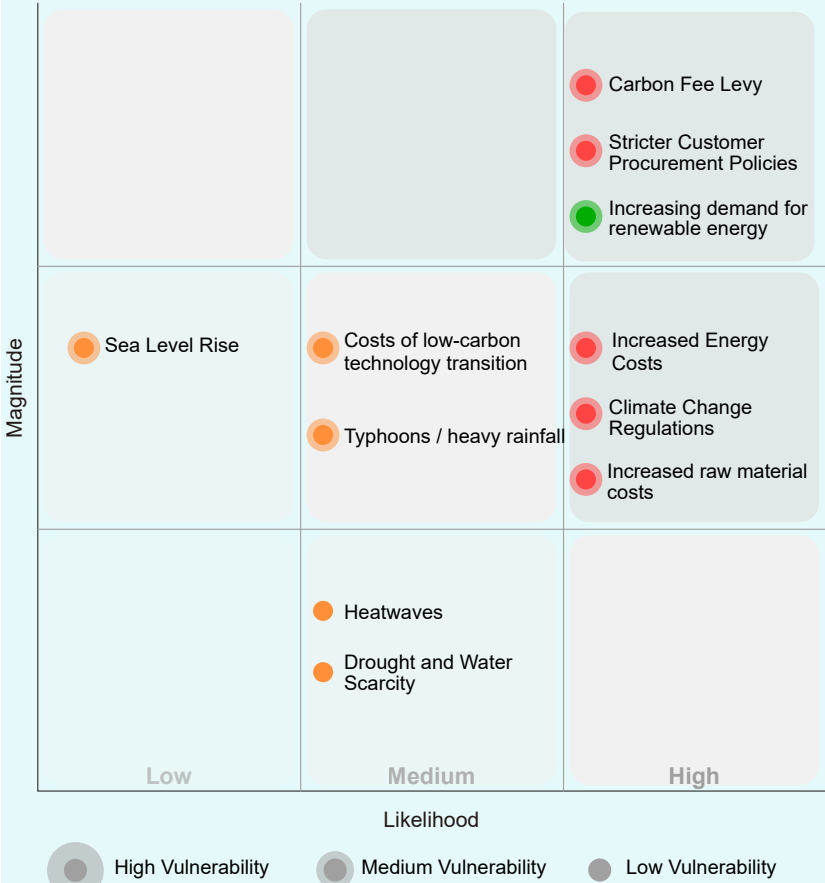 Carbon Fee Levy
Stricter Customer
Procurement Policies
Increasing demand for
renewable energy
Magnitude
Sea Level Rise
Costs of low-carbon
technology transition
Typhoons / heavy rainfall
Increased Energy
Costs
Climate Change
Regulations
Increased raw material
costs
Heatwaves
Drought and Water
Scarcity
Low
Medium
High
Likelihood
High Vulnerability
Medium Vulnerability
Low Vulnerability